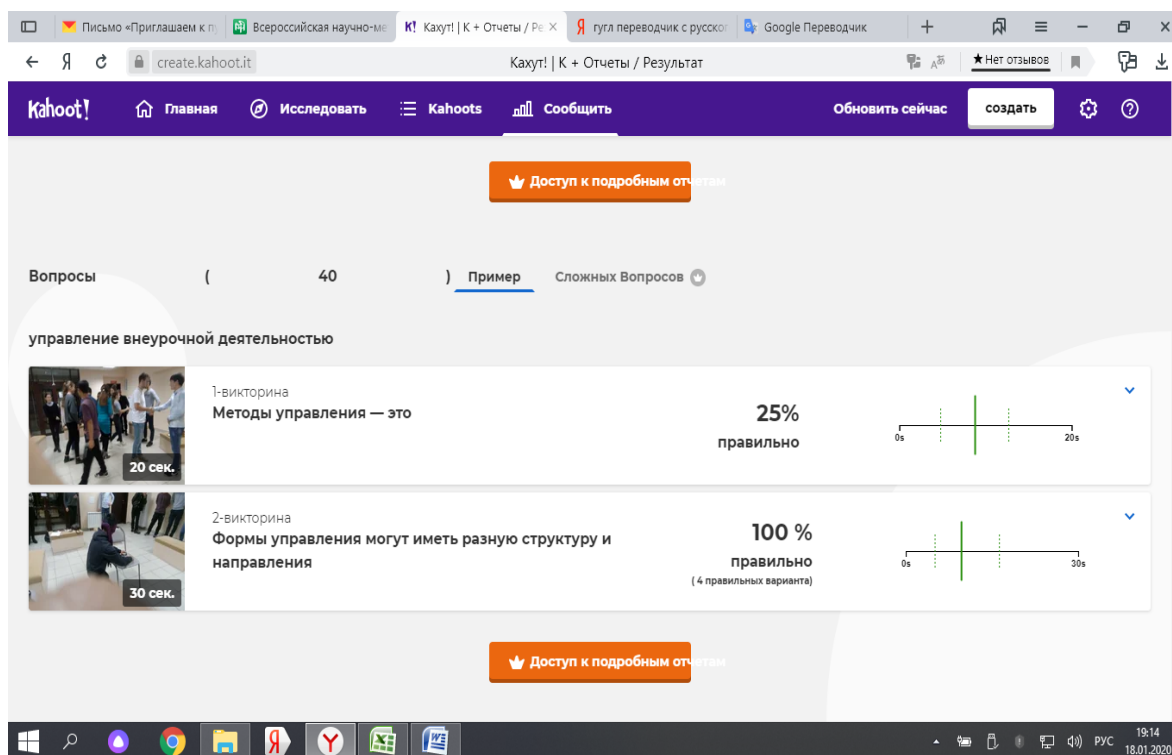 Письмо «Приглашаем к п
Всероссийская научно-ме
K! Кахут! | К + Отчеты / Ре
гугл переводчик с русског
Google Переводчик
create.kahoot.it
Кахут! | К + Отчеты / Результат
★ Нет отзывов
Kahoot!
Главная
Исследовать
Kahoots
Сообщить
Обновить сейчас
создать
Доступ к подробным отчетам
Вопросы ( 40 ) Пример Сложных Вопросов
управление внеурочной деятельностью
1-викторина
Методы управления — это
20 сек.
25%
правильно
0s
20s
2-викторина
Формы управления могут иметь разную структуру и
направления
30 сек.
100 %
правильно
( 4 правильных варианта)
0s
30s
Доступ к подробным отчетам
РУС
19:14
18.01.2020